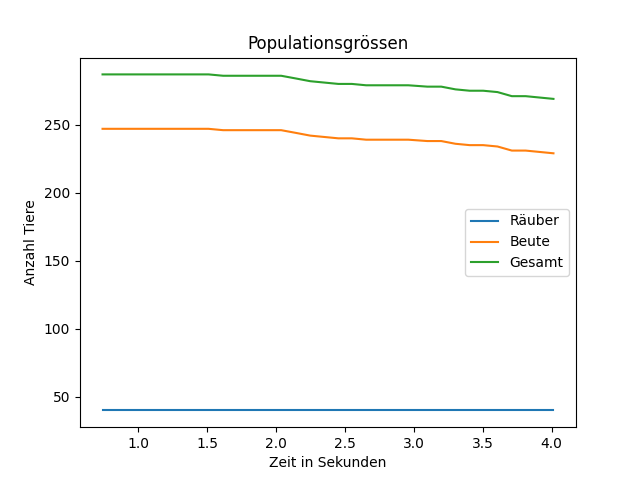 Populationsgrössen
Anzahl Tiere
250
200
150
100
50
Räuber
Beute
Gesamt
1.0 1.5 2.0 2.5 3.0 3.5 4.0
Zeit in Sekunden